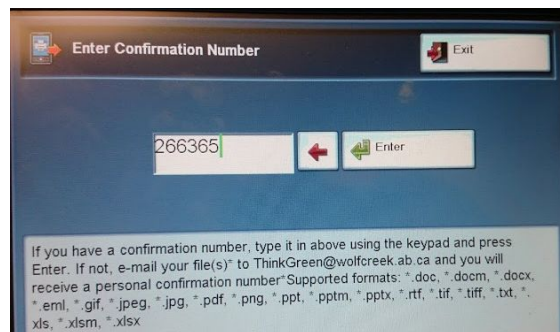 Enter Confirmation Number
Exit
266365
Enter
If you have a confirmation number, type it in above using the keypad and press
Enter. If not, e-mail your file(s)* to ThinkGreen@wolfcreek.ab.ca and you will
receive a personal confirmation number*Supported formats: *.doc, *.docm, *.docx,
*.eml, *.gif, *.jpeg, *.jpg, *.pdf, *.png, *.ppt, *.pptm, *.pptx, *.rtf, *.tif, *.tiff, *.txt, *.
xls, *.xlsm, *.xlsx